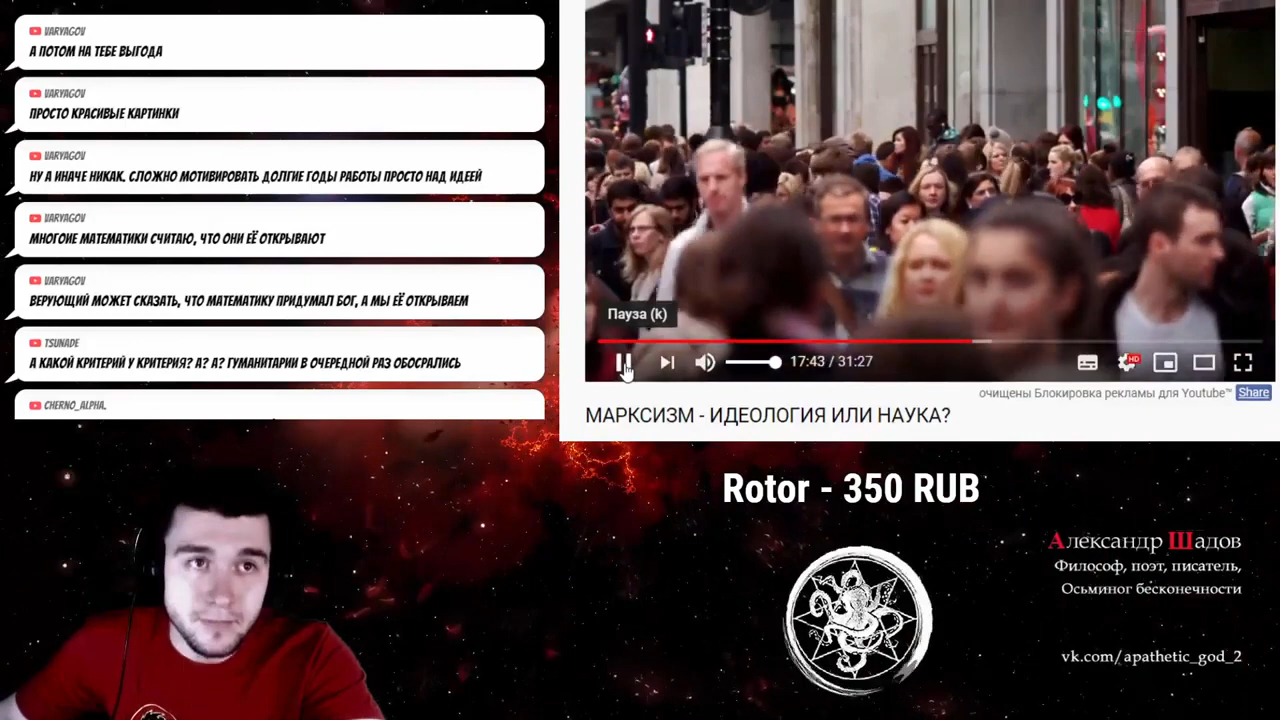 VARYAGOV
А ПОТОМ НА ТЕБЕ ВЫГОДА
VARYAGOV
ПРОСТО КРАСИВЫЕ КАРТИНКИ
VARYAGOV
НУ А ИНАЧЕ НИКАК. СЛОЖНО МОТИВИРОВАТЬ ДОЛГИЕ ГОДЫ РАБОТЫ ПРОСТО НАД ИДЕЕЙ
VARYAGOV
МНОГОИЕ МАТЕМАТИКИ СЧИТАЮ, ЧТО ОНИ ЕЁ ОТКРЫВАЮТ
VARYAGOV
ВЕРУЮЩИЙ МОЖЕТ СКАЗАТЬ, ЧТО МАТЕМАТИКУ ПРИДУМАЛ БОГ, А МЫ ЕЁ ОТКРЫВАЕМ
TSUNADE
А КАКОЙ КРИТЕРИЙ У КРИТЕРИЯ? А? А? ГУМАНИТАРИИ В ОЧЕРЕДНОЙ РАЗ ОБОСРАЛИСЬ
CHERNO_ALPHA.
Пауза (k)
17:43 / 31:27
HD
очищены Блокировка рекламы для Youtube™ Share
МАРКСИЗМ - ИДЕОЛОГИЯ ИЛИ НАУКА?
Rotor - 350 RUB
Александр Шадов
Философ, поэт, писатель,
Осьминог бесконечности
vk.com/apathetic_god_2